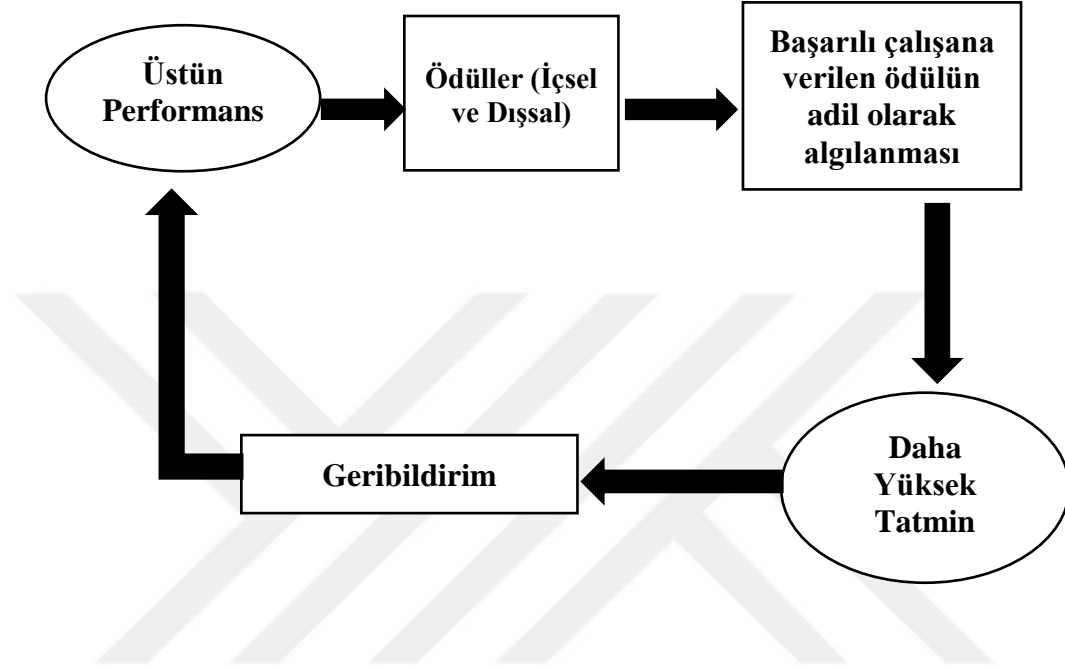 Üstün
Performans
Ödüller (İçsel
ve Dışsal)
Başarılı çalışana
verilen ödülün
adil olarak
algılanması
Daha
Yüksek
Tatmin
Geribildirim